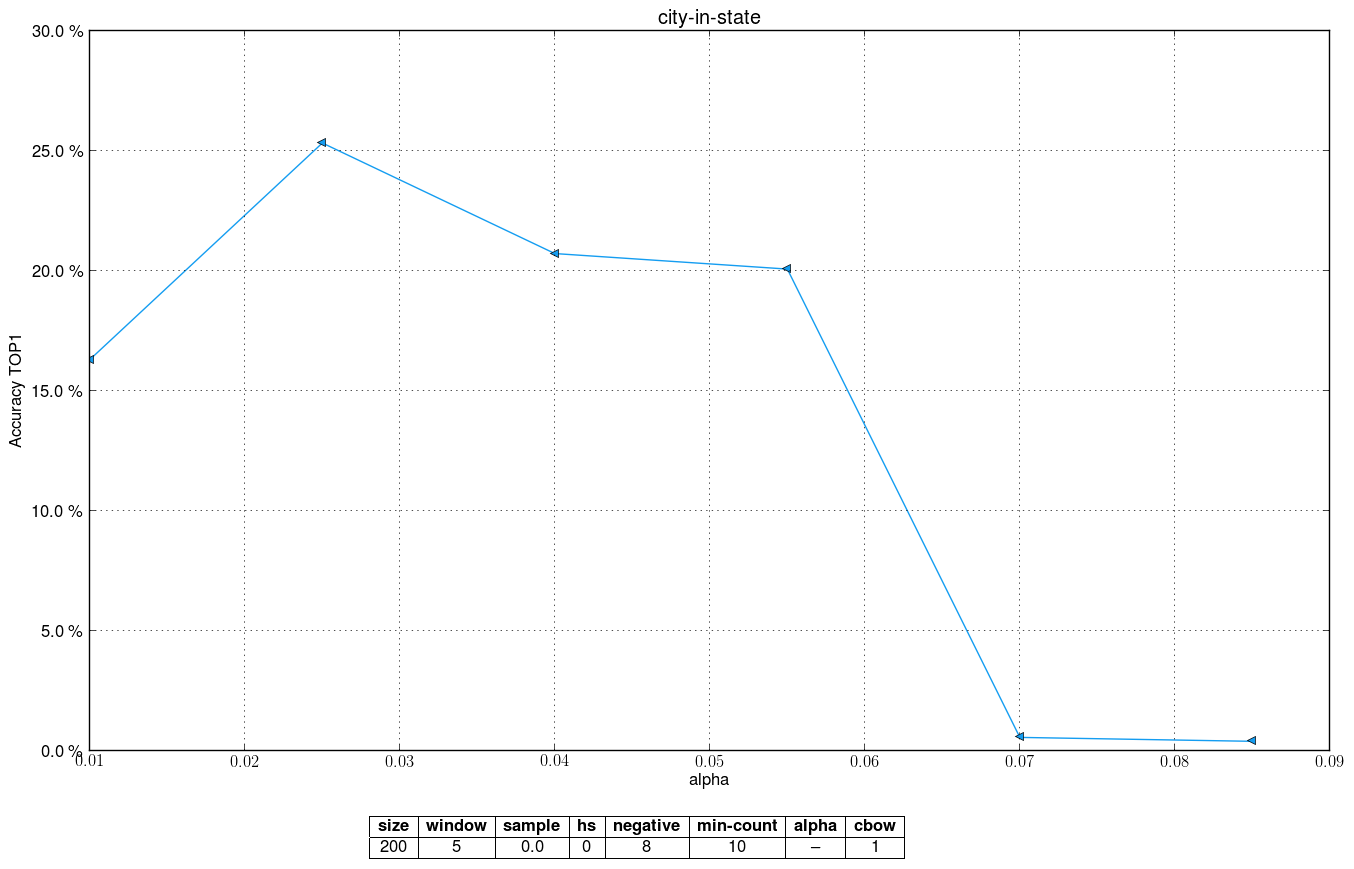 city-in-state
30.0 %
25.0 %
20.0 %
15.0 %
10.0 %
5.0 %
0.0 %
Accuracy TOP1
0.01 0.02 0.03 0.04 0.05 0.06 0.07 0.08 0.09
alpha
size window sample hs negative min-count alpha cbow
200 5 0.0 0 8 10 – 1